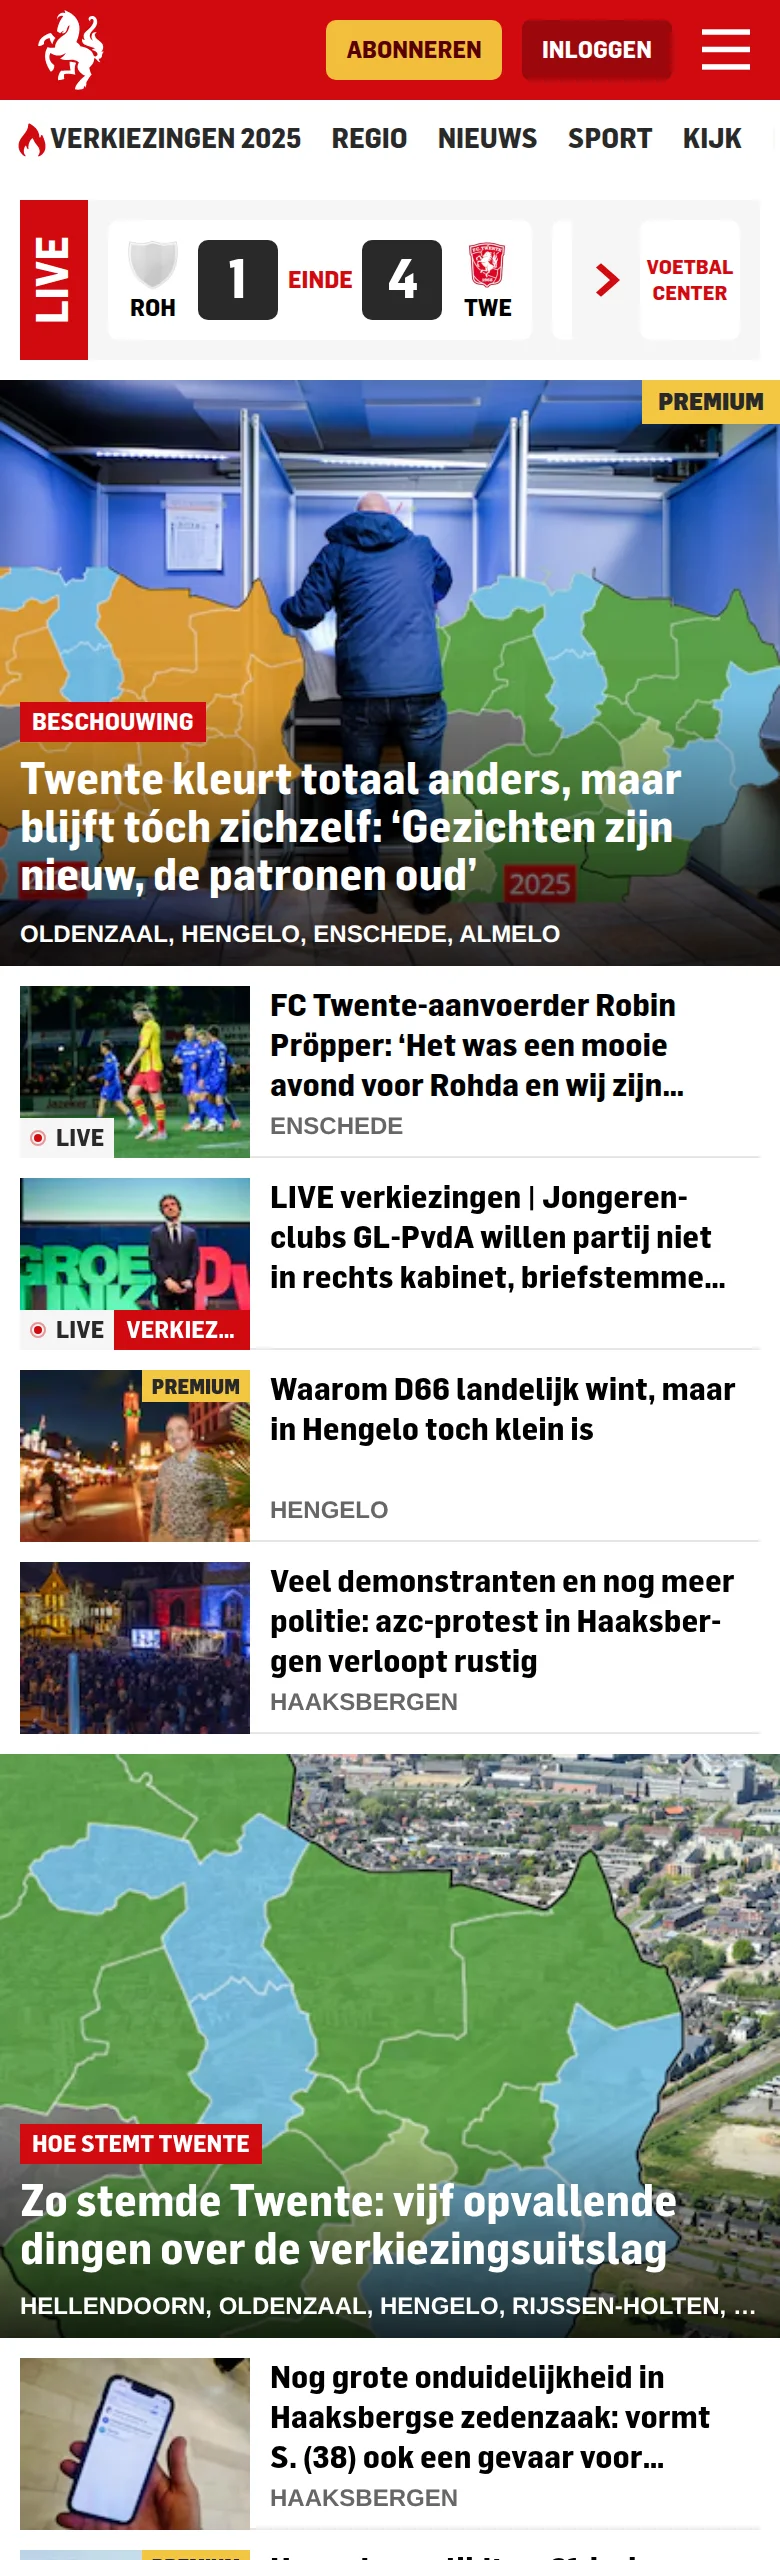 ABONNEREN
INLOGGEN
VERKIEZINGEN 2025 REGIO NIEUWS SPORT KIJK
LIVE
1 EINDE 4
ROH TWE
VOETBAL
CENTER
PREMIUM
BESCHOUWING
Twente kleurt totaal anders, maar
blijft tóch zichzelf: ‘Gezichten zijn
nieuw, de patronen oud’
2025
OLDENZAAL, HENGELO, ENSCHEDE, ALMELO
FC Twente-aanvoerder Robin
Pröpper: ‘Het was een mooie
avond voor Rohda en wij zijn...
ENSCHEDE
LIVE
LIVE verkiezingen | Jongeren-
clubs GL-PvdA willen partij niet
in rechts kabinet, briefstemme...
GROE
LINK
PV
LIVE VERKIEZ...
PREMIUM
Waarom D66 landelijk wint, maar
in Hengelo toch klein is
HENGELO
Veel demonstranten en nog meer
politie: azc-protest in Haaksber-
gen verloopt rustig
HAAKSBERGEN
HOE STEMT TWENTE
Zo stemde Twente: vijf opvallende
dingen over de verkiezingsuitslag
HELLENDOORN, OLDENZAAL, HENGELO, RIJSSEN-HOLTEN, ...
Nog grote onduidelijkheid in
Haaksbergse zedenzaak: vormt
S. (38) ook een gevaar voor...
HAAKSBERGEN